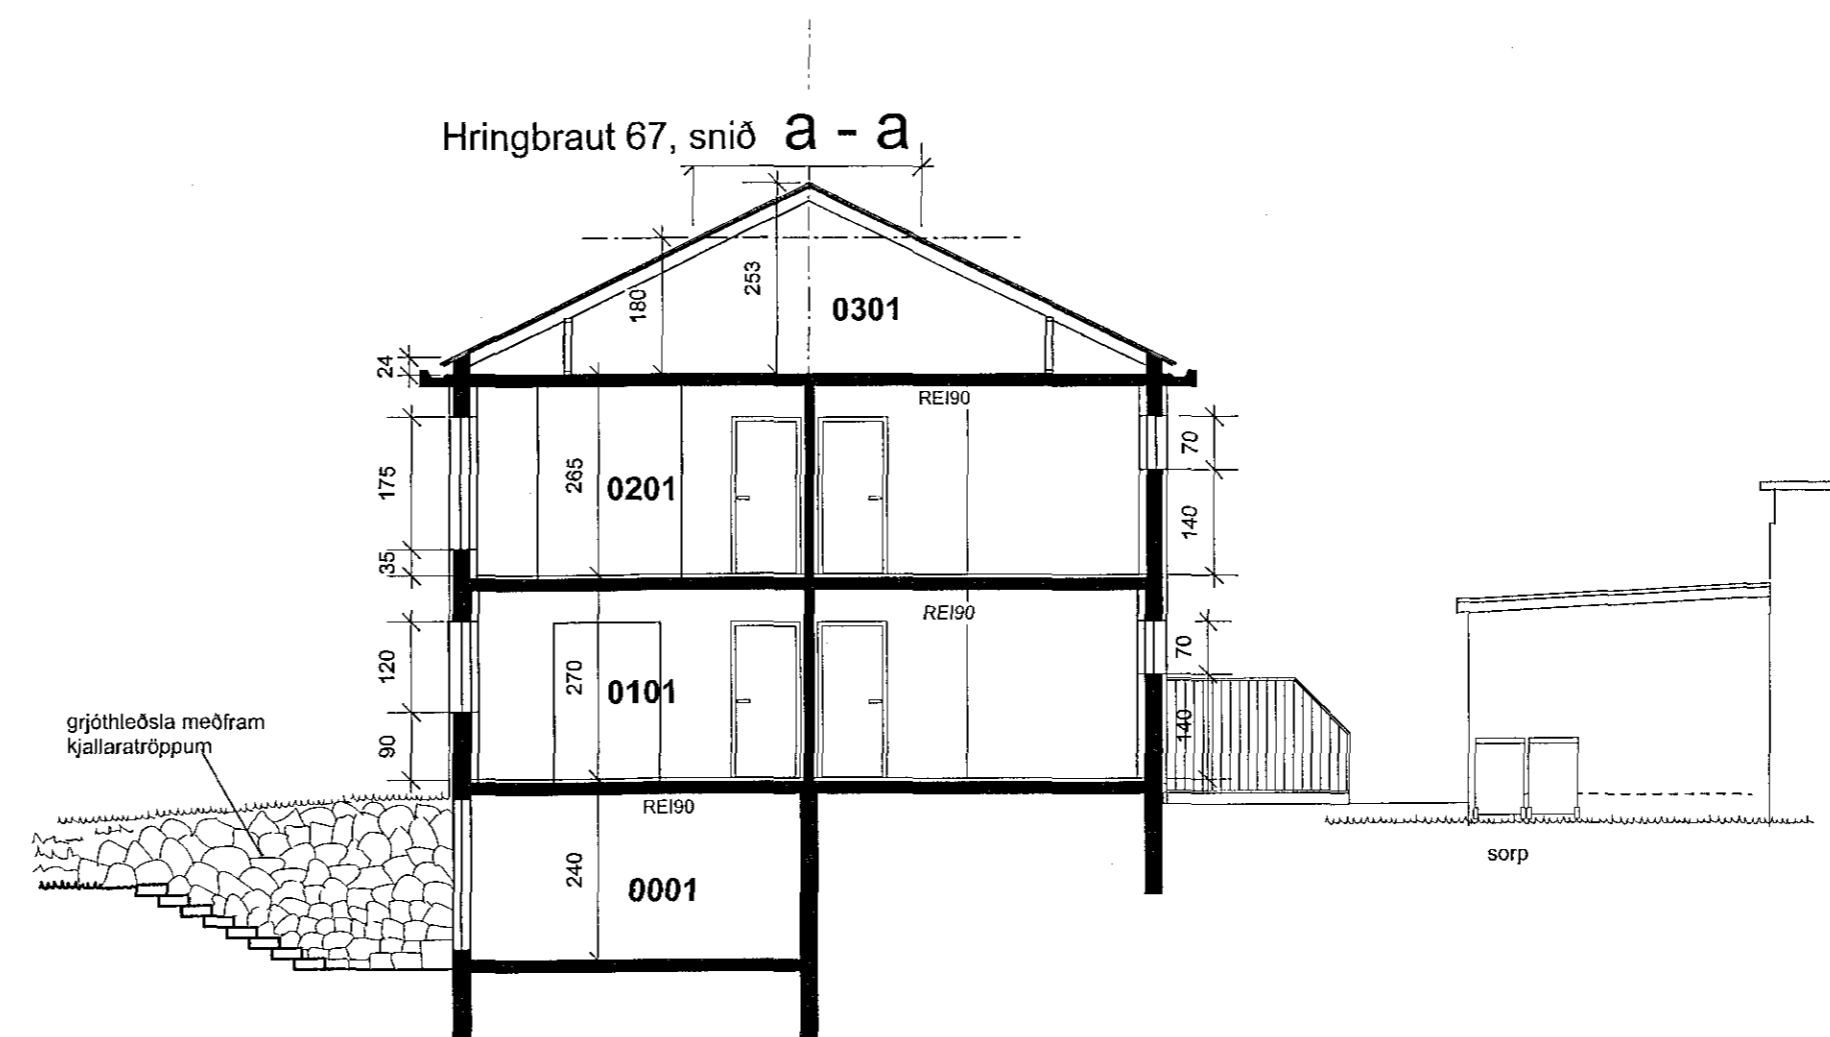 Hringbraut 67, snið a - a
253
180
0301
24
REI90
70
175
265
0201
140
35
REI90
120
270
0101
70
grjóthleðsla meðfram
kjallaratröppum
90
140
REI90
240
0001
sorp